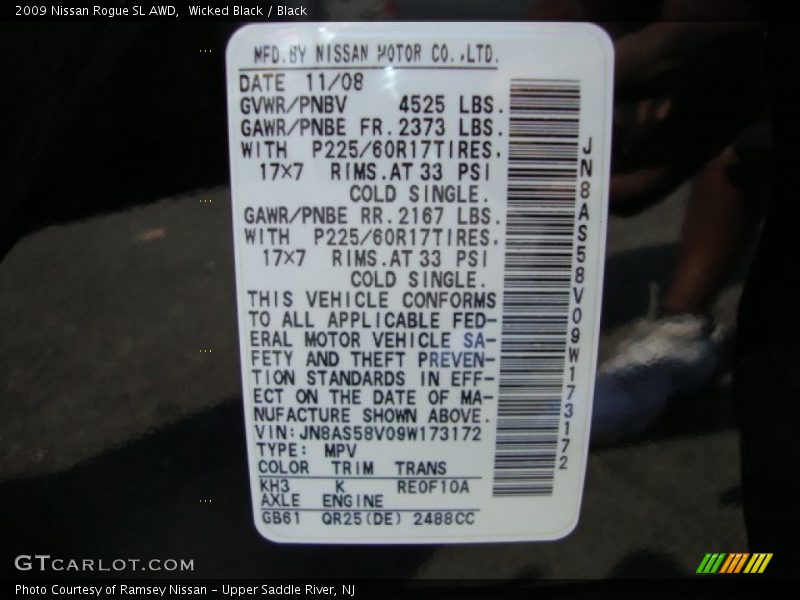 2009 Nissan Rogue SL AWD,  Wicked Black / Black
MFD.BY NISSAN MOTOR CO.,LTD.
DATE 11/08
GVWR/PNBV 4525 LBS.
GAWR/PNBE FR.2373 LBS.
WITH P225/60R17TIRES,
17×7 RIMS.AT 33 PSI
COLD SINGLE.
GAWR/PNBE RR.2167 LBS.
WITH P225/60R17TIRES,
17×7 RIMS.AT 33 PSI
COLD SINGLE.
THIS VEHICLE CONFORMS
TO ALL APPLICABLE FED-
ERAL MOTOR VEHICLE SA-
FETY AND THEFT PREVEN-
TION STANDARDS IN EFF-
ECT ON THE DATE OF MA-
NUFACTURE SHOWN ABOVE.
VIN:JN8AS58V09W173172
TYPE: MPV
COLOR TRIM TRANS
KH3 K RE0F10A
AXLE ENGINE
GB61 QR25(DE) 2488CC
JN8AS58V09W173172
GTCARLOT.COM
Photo Courtesy of Ramsey Nissan - Upper Saddle River, NJ